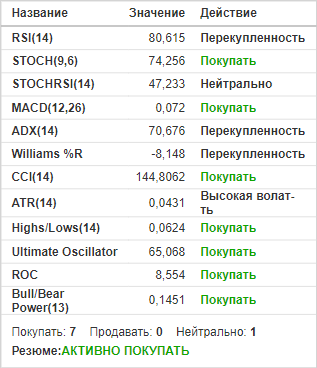 Название Значение Действие
RSI(14) 80,615 Перекупленность
STOCH(9,6) 74,256 Покупать
STOCHRSI(14) 47,233 Нейтрально
MACD(12,26) 0,072 Покупать
ADX(14) 70,676 Перекупленность
Williams %R -8,148 Перекупленность
CCI(14) 144,8062 Покупать
ATR(14) 0,0431 Высокая волат-
ть
Highs/Lows(14) 0,0624 Покупать
Ultimate Oscillator 65,068 Покупать
ROC 8,554 Покупать
Bull/Bear
Power(13) 0,1451 Покупать
Покупать: 7 Продавать: 0 Нейтрально: 1
Резюме:АКТИВНО ПОКУПАТЬ